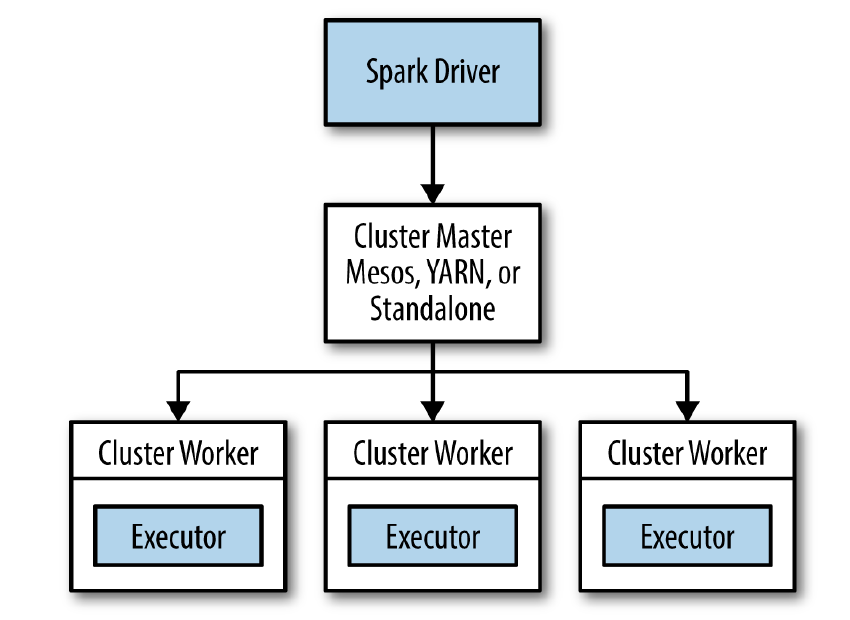 Spark Driver
Cluster Master
Mesos, YARN, or
Standalone
Cluster Worker
Cluster Worker
Cluster Worker
Executor
Executor
Executor